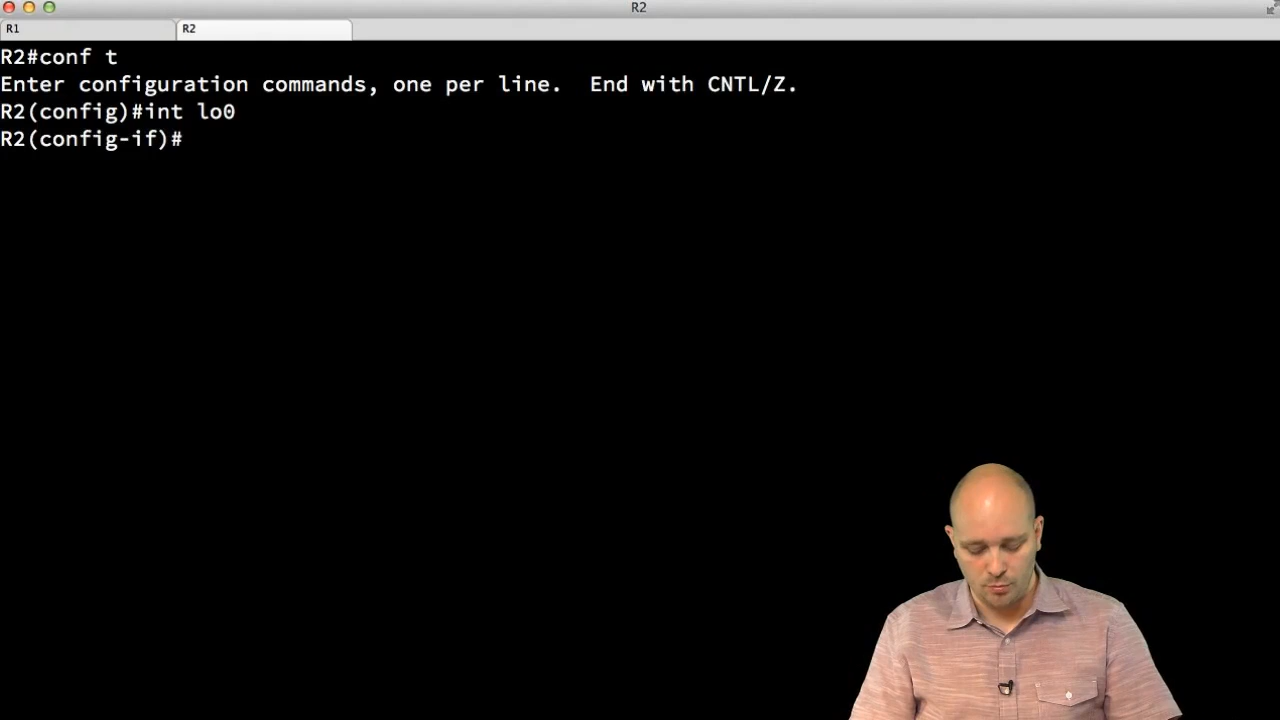 R2
R1
R2
R2#conf t
Enter configuration commands, one per line.  End with CNTL/Z.
R2(config)#int lo0
R2(config-if)#